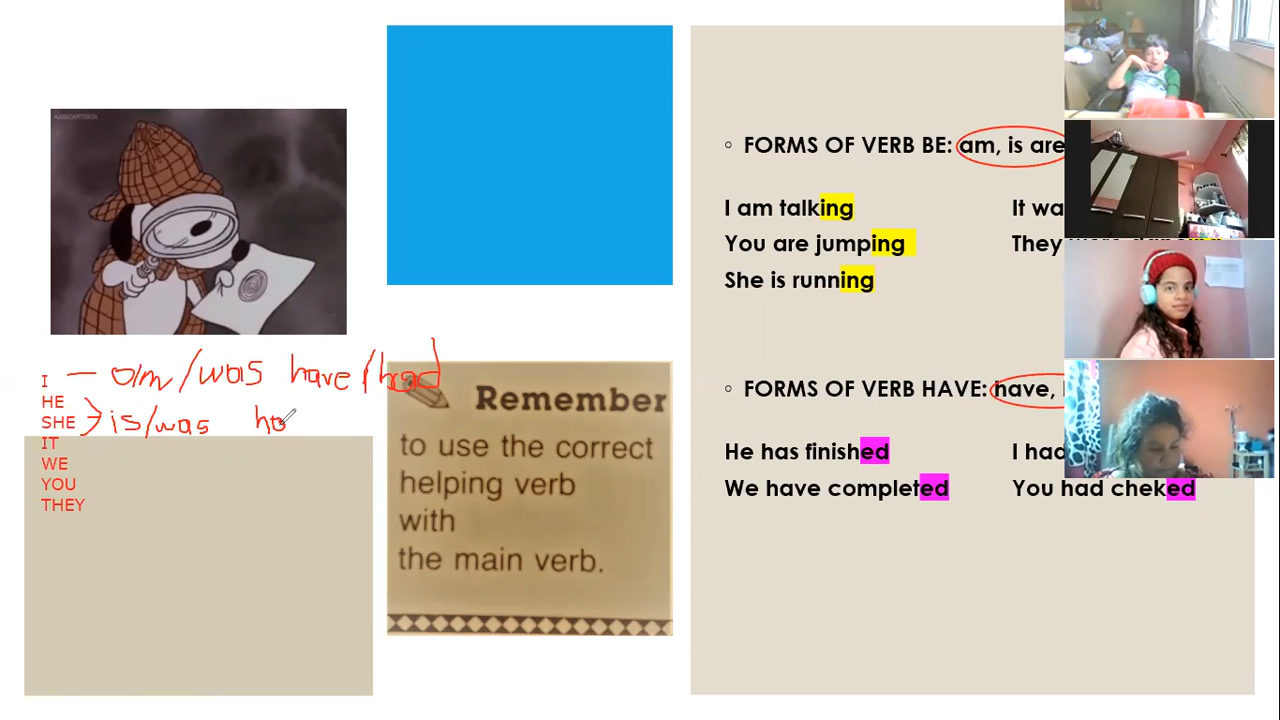 I — am/was have/had
HE
SHE } is/was ha
IT
WE
YOU
THEY
Remember
to use the correct
helping verb
with
the main verb.
◦ FORMS OF VERB BE: am, is are
I am talking
You are jumping
She is running
It wa
They
◦ FORMS OF VERB HAVE: have,
He has finished
We have completed
I had
You had cheked